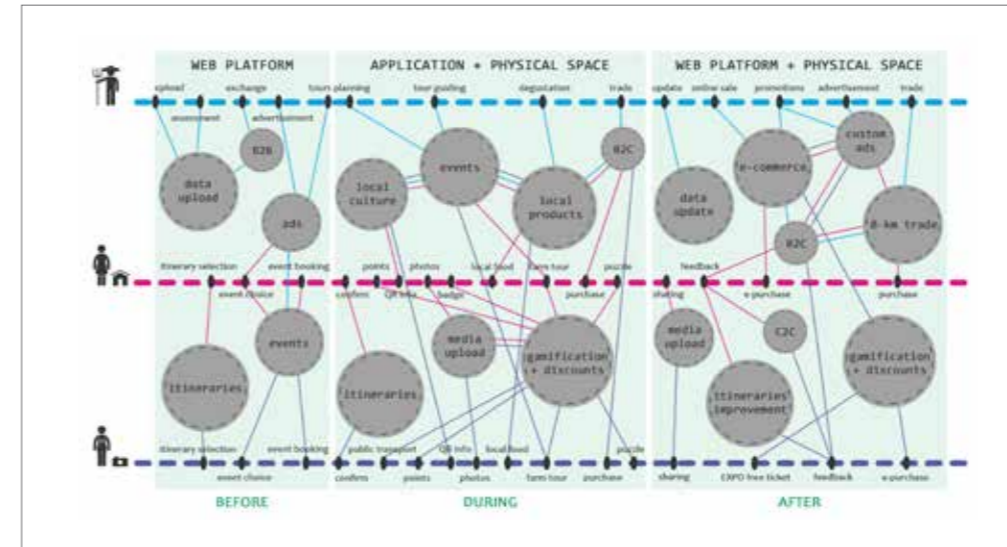 WEB PLATFORM
APPLICATION + PHYSICAL SPACE
WEB PLATFORM + PHYSICAL SPACE
upload
exchange
tours planning
tour guiding
degustation
trade
update
online sale
promotions
advertisement
trade
assessment
advertisement
B2B
data
upload
ads
local
culture
events
local
products
B2C
data
update
e-commerce
custom
ads
B2C
0-km trade
itinerary selection
event booking
points
photos
local food
farm tour
puzzle
feedback
event choice
confirm
QR info
badge
purchase
sharing
e-purchase
purchase
itineraries
events
itineraries
media
upload
gamification
+ discounts
media
upload
C2C
itineraries
improvement
gamification
+ discounts
itinerary selection
event booking
public transport
QR info
local food
puzzle
event choice
confirm
points
photos
farm tour
purchase
sharing
EXPO free ticket
feedback
e-purchase
BEFORE
DURING
AFTER